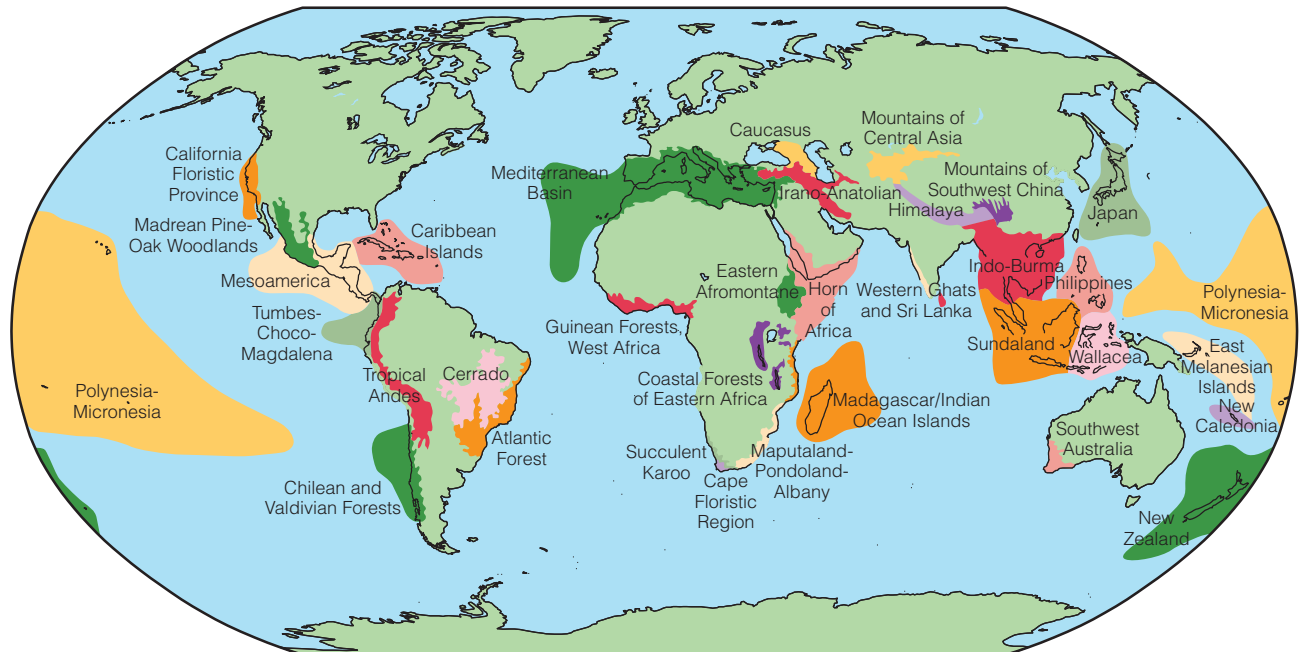 California
Floristic
Province
Madrean Pine-
Oak Woodlands
Mesoamerica
Caribbean
Islands
Tumbes-
Choco-
Magdalena
Polynesia-
Micronesia
Tropical
Andes
Cerrado
Atlantic
Forest
Chilean and
Valdivian Forests
Mediterranean
Basin
Caucasus
Irano-Anatolian
Mountains of
Central Asia
Mountains of
Southwest China
Himalaya
Japan
Guinean Forests,
West Africa
Eastern
Afromontane
Horn
of
Africa
Western Ghats
and Sri Lanka
Indo-Burma
Philippines
Sundaland
Wallacea
Polynesia-
Micronesia
East
Melanesian
Islands
New
Caledonia
Coastal Forests
of Eastern Africa
Madagascar/Indian
Ocean Islands
Succulent
Karoo
Cape
Floristic
Region
Maputaland-
Pondoland-
Albany
Southwest
Australia
New
Zealand